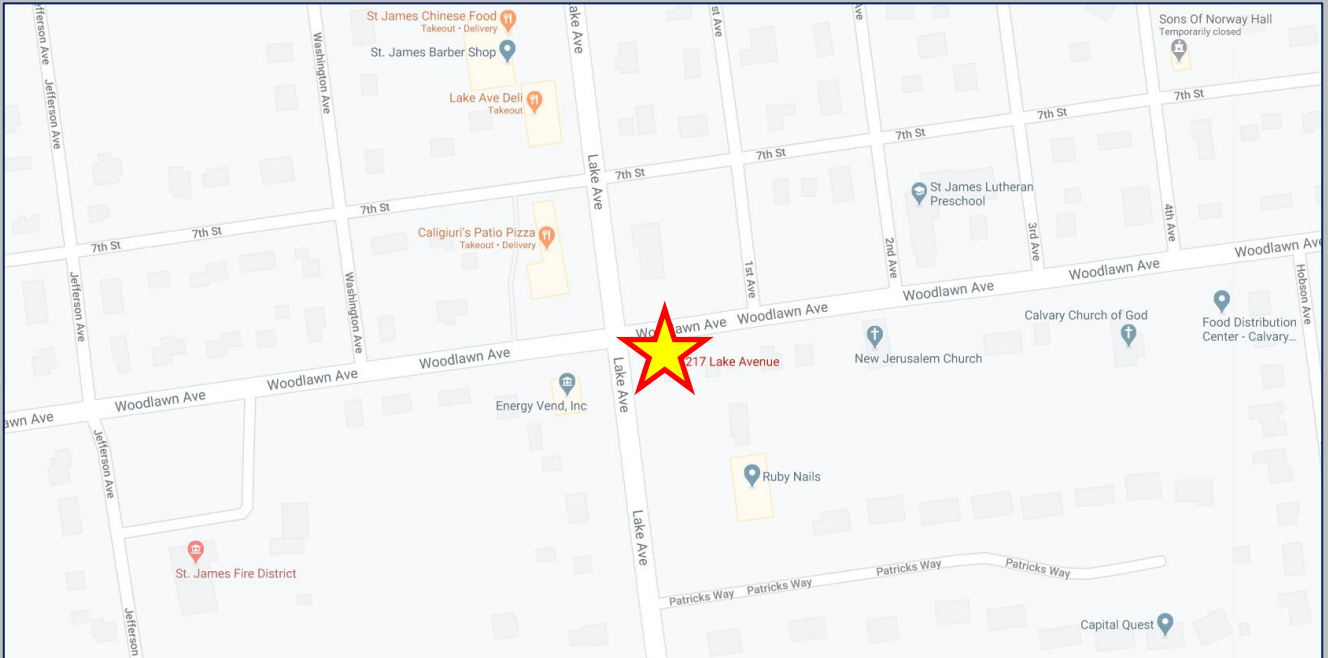 St James Chinese Food
Takeout • Delivery
St. James Barber Shop
Lake Ave Deli
Takeout
Sons Of Norway Hall
Temporarily closed
Jefferson Ave
Washington Ave
Lake Ave
7th St
7th St
7th St
7th St
7th St
7th St
7th St
7th St
Lake Ave
St James Lutheran
Preschool
Caligiuri's Patio Pizza
Takeout • Delivery
Jefferson Ave
Washington Ave
1st Ave
2nd Ave
3rd Ave
4th Ave
Hobson Ave
Woodlawn Ave
Woodlawn Ave
Woodlawn Ave
Woodlawn Ave
Woodlawn Ave
Woodlawn Ave
Woodlawn Ave
Woodlawn Ave
217 Lake Avenue
Energy Vend, Inc
Lake Ave
New Jerusalem Church
Calvary Church of God
Food Distribution
Center - Calvary...
Ruby Nails
Jefferson Ave
Lake Ave
St. James Fire District
Patricks Way
Patricks Way
Patricks Way
Patricks Way
Capital Quest
Jefferson